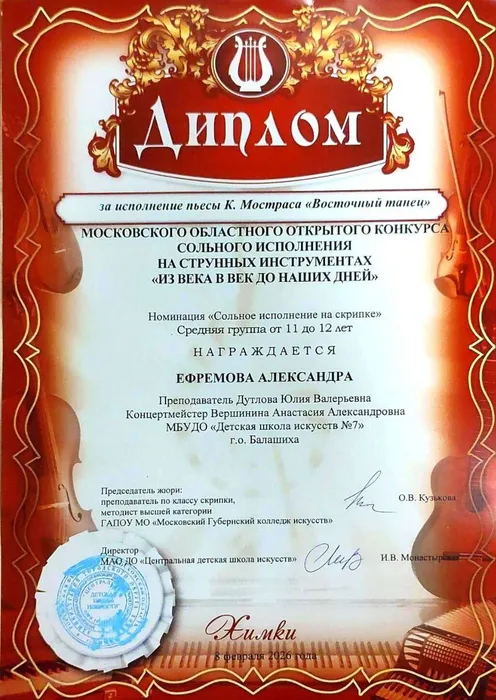 Диплом
за исполнение пьесы К. Мостраса «Восточный танец»
МОСКОВСКОГО ОБЛАСТНОГО ОТКРЫТОГО КОНКУРСА
СОЛЬНОГО ИСПОЛНЕНИЯ
НА СТРУННЫХ ИНСТРУМЕНТАХ
«ИЗ ВЕКА В ВЕК ДО НАШИХ ДНЕЙ»
Номинация «Сольное исполнение на скрипке»
Средняя группа от 11 до 12 лет
НАГРАЖДАЕТСЯ
ЕФРЕМОВА АЛЕКСАНДРА
Преподаватель Дутлова Юлия Валерьевна
Концертмейстер Вершинина Анастасия Александровна
МБУДО «Детская школа искусств №7»
г.о. Балашиха
Председатель жюри:
преподаватель по классу скрипки,
методист высшей категории
ГАПОУ МО «Московский Губернский колледж искусств»
О.В. Кузькова
Директор
МАО ДО «Центральная детская школа искусств»
И.В. Монастырская
Химки
8 февраля 2026 года